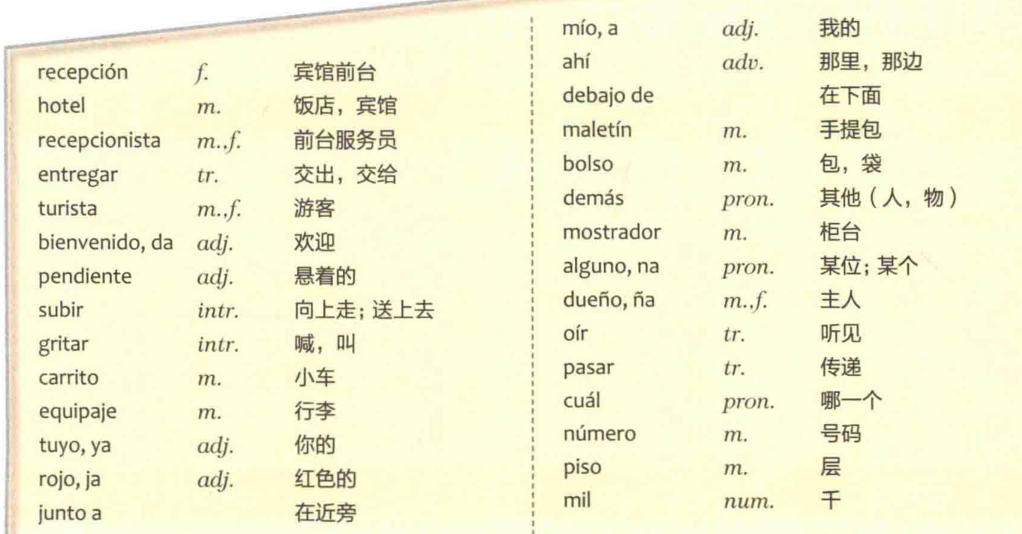 recepción f. 宾馆前台
hotel m. 饭店，宾馆
recepcionista m.,f. 前台服务员
entregar tr. 交出，交给
turista m.,f. 游客
bienvenido, da adj. 欢迎
pendiente adj. 悬着的
subir intr. 向上走；送上去
gritar intr. 喊，叫
carrito m. 小车
equipaje m. 行李
tuyo, ya adj. 你的
rojo, ja adj. 红色的
junto a 在近旁
mío, a adj. 我的
ahí adv. 那里，那边
debajo de 在下面
maletín m. 手提包
bolso m. 包，袋
demás pron. 其他（人，物）
mostrador m. 柜台
alguno, na pron. 某位；某个
dueño, ña m.,f. 主人
oír tr. 听见
pasar tr. 传递
cuál pron. 哪一个
número m. 号码
piso m. 层
mil num. 千